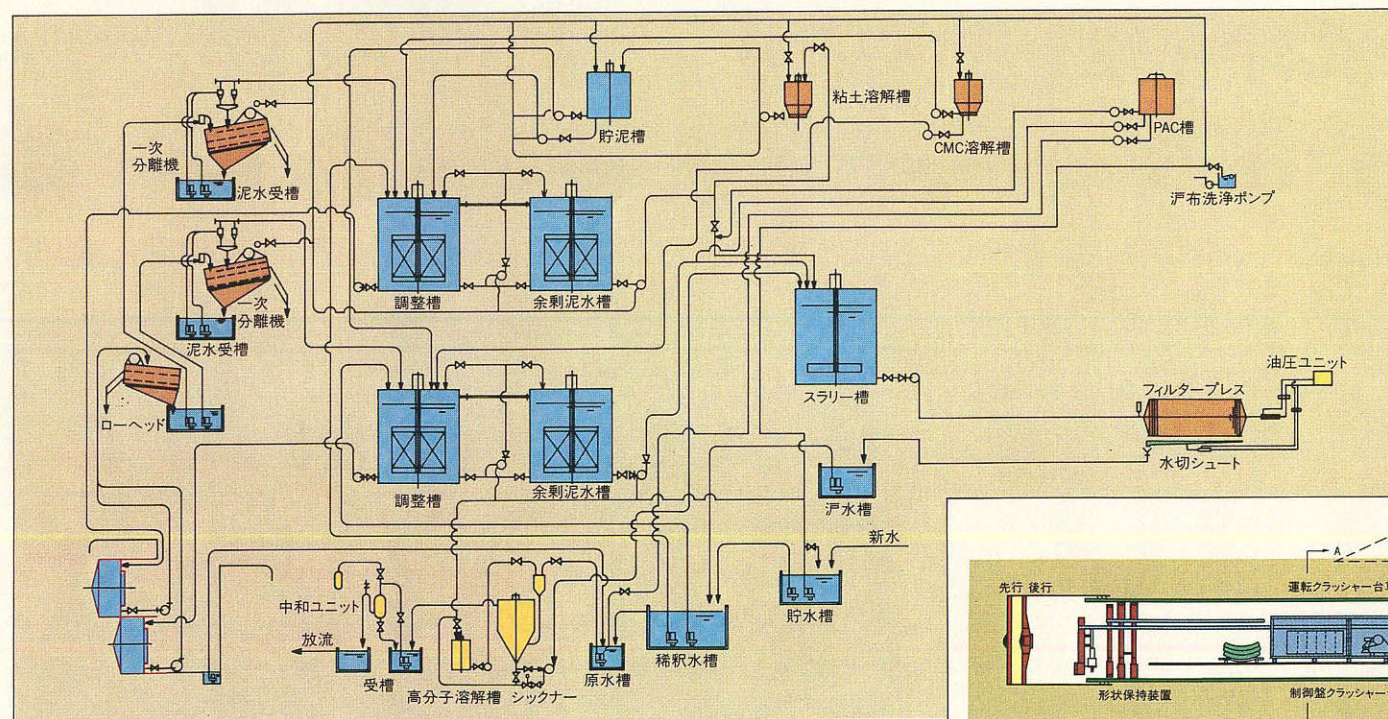 一次
分離機
泥水受槽
一次
分離機
泥水受槽
ローヘッド
調整槽
余剰泥水槽
調整槽
余剰泥水槽
貯泥槽
粘土溶解槽
CMC溶解槽
PAC槽
沪布洗浄ポンプ
スラリー槽
油圧ユニット
フィルタープレス
水切シュート
沪水槽
新水
貯水槽
稀釈水槽
原水槽
シックナー
高分子溶解槽
中和ユニット
放流
受槽
A
先行 後行
運転クラッシャー台
形状保持装置
制御盤クラッシャー